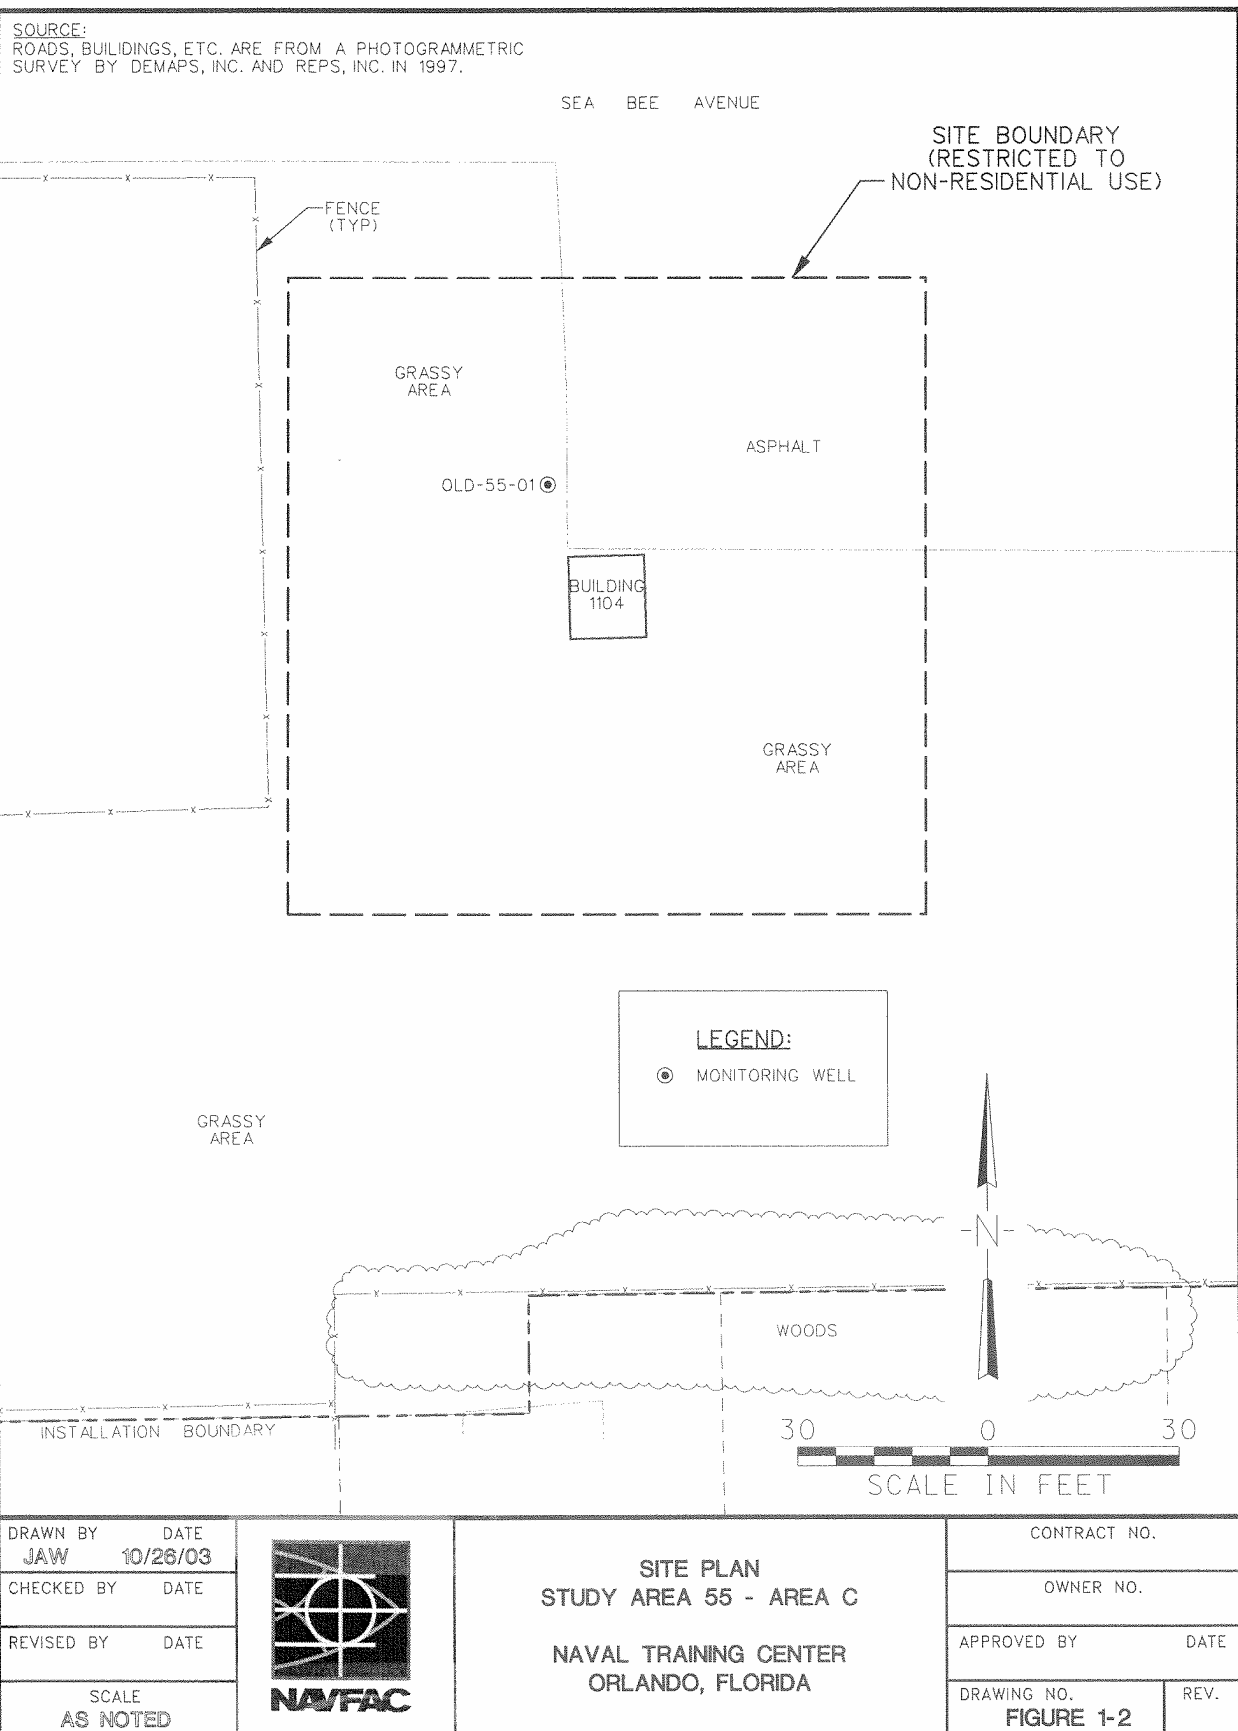 SOURCE:
ROADS, BUILIDINGS, ETC. ARE FROM A PHOTOGRAMMETRIC
SURVEY BY DEMAPS, INC. AND REPS, INC. IN 1997.
SEA BEE AVENUE
SITE BOUNDARY
(RESTRICTED TO
NON-RESIDENTIAL USE)
FENCE
(TYP)
GRASSY
AREA
ASPHALT
OLD-55-01
BUILDING
1104
GRASSY
AREA
LEGEND:
MONITORING WELL
GRASSY
AREA
-N-
WOODS
INSTALLATION BOUNDARY
30 0 30
SCALE IN FEET
DRAWN BY DATE
JAW 10/26/03
CHECKED BY DATE
REVISED BY DATE
SCALE
AS NOTED
NAVFAC
SITE PLAN
STUDY AREA 55 - AREA C
NAVAL TRAINING CENTER
ORLANDO, FLORIDA
CONTRACT NO.
OWNER NO.
APPROVED BY DATE
DRAWING NO. REV.
FIGURE 1-2